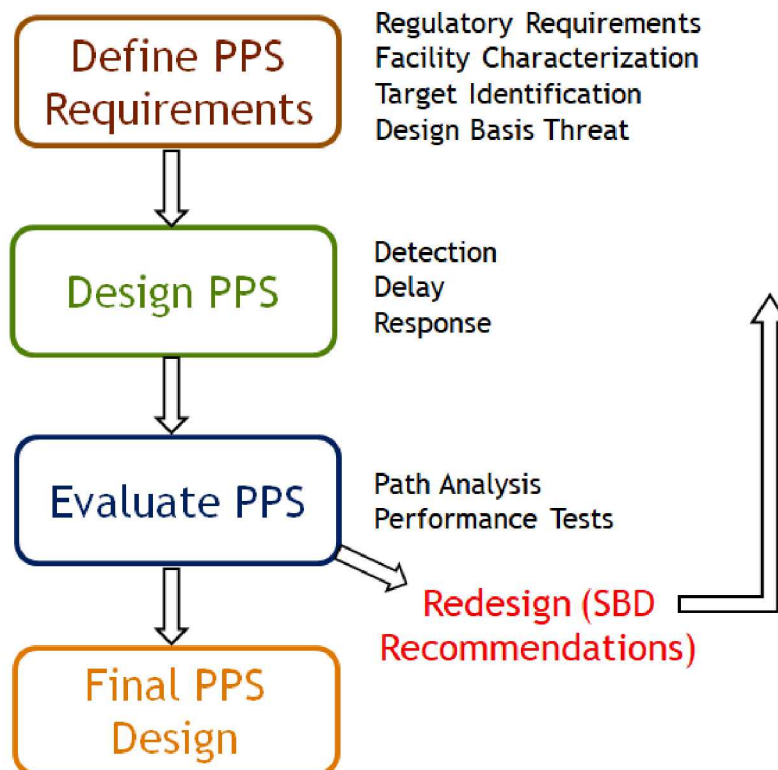 Define PPS
Requirements
Regulatory Requirements
Facility Characterization
Target Identification
Design Basis Threat
Design PPS
Detection
Delay
Response
Evaluate PPS
Path Analysis
Performance Tests
Redesign (SBD
Recommendations)
Final PPS
Design